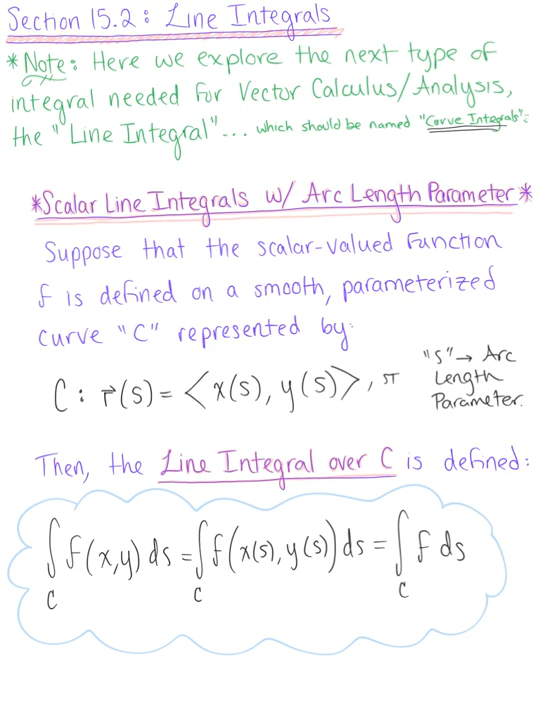 Section 15.2: Line Integrals
*Note: Here we explore the next type of
integral needed for Vector Calculus/Analysis,
the "Line Integral"... which should be named "Curve Integrals":
*Scalar Line Integrals w/ Arc Length Parameter*
Suppose that the scalar-valued function
f is defined on a smooth, parameterized
curve "C" represented by:
C: r⃗(s) = <x(s), y(s)>, ST
"s" → Arc
Length
Parameter.
Then, the Line Integral over C is defined:
∫_C f(x,y) ds = ∫_C f(x(s), y(s)) ds = ∫_C f ds